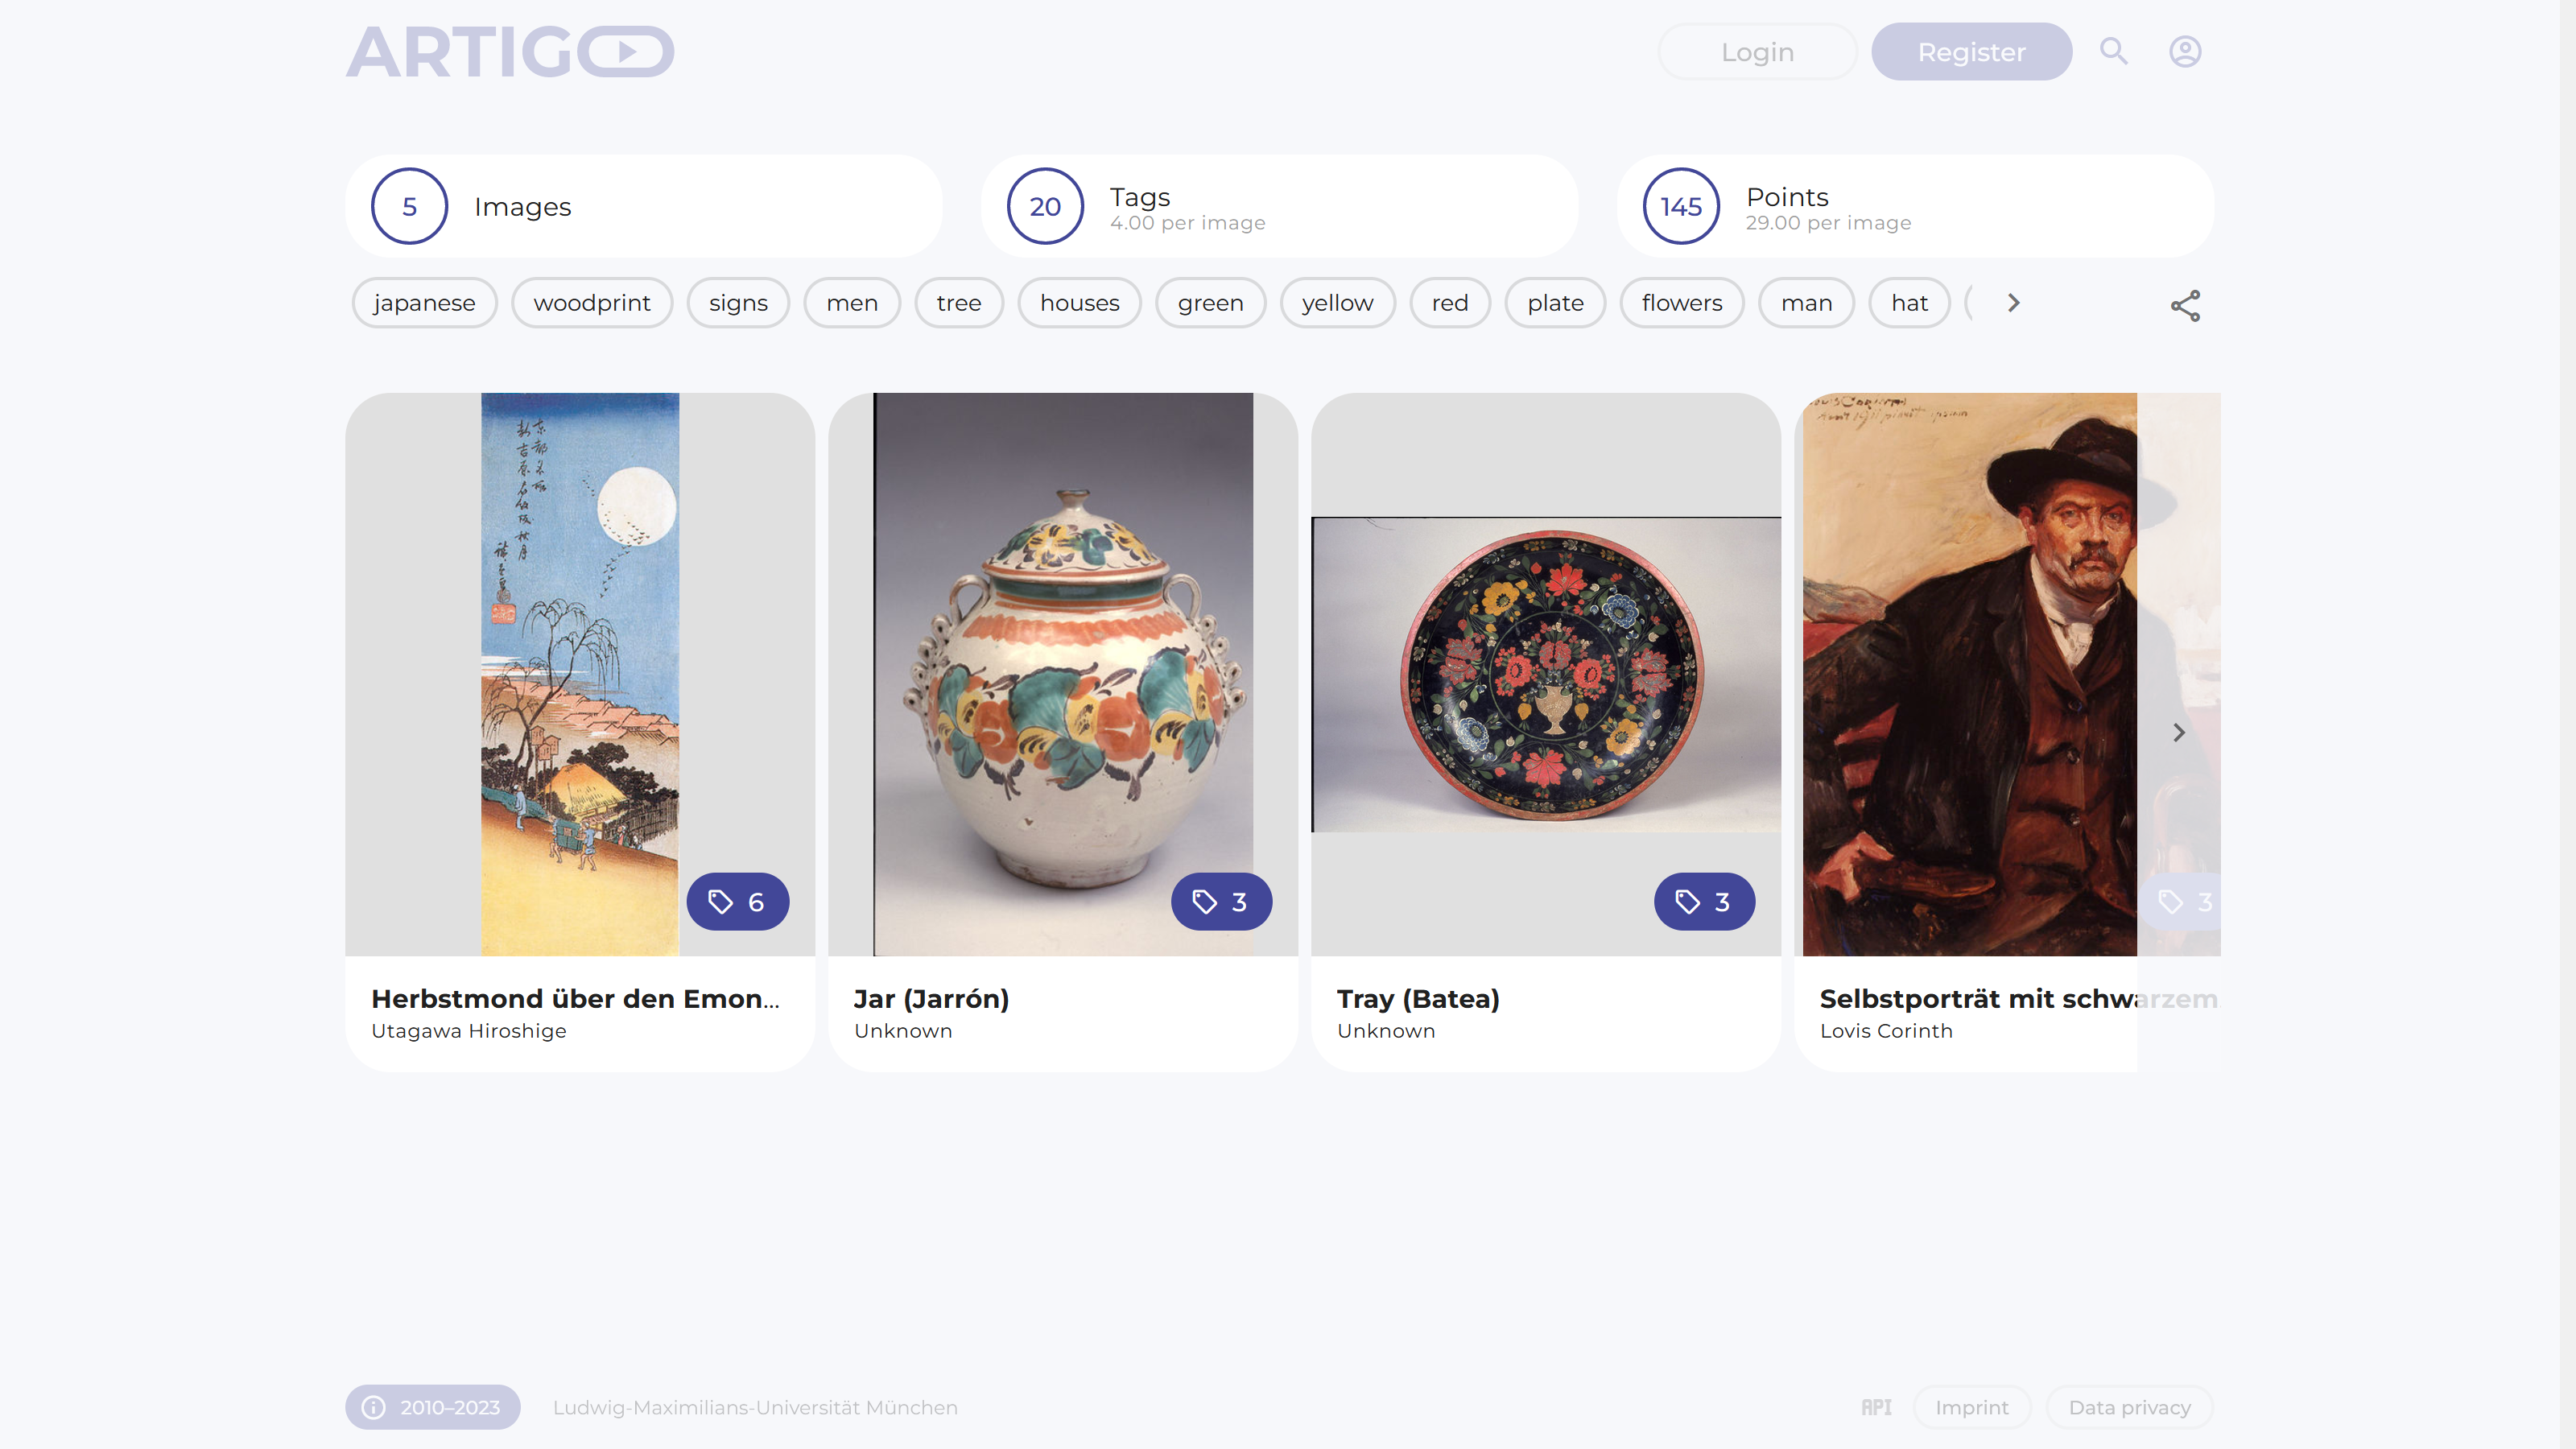 ARTIGO
Login
Register
5
Images
20
Tags
4.00 per image
145
Points
29.00 per image
japanese
woodprint
signs
men
tree
houses
green
yellow
red
plate
flowers
man
hat
6
3
3
3
Herbstmond über den Emon...
Utagawa Hiroshige
Jar (Jarrón)
Unknown
Tray (Batea)
Unknown
Selbstporträt mit schwarzem
Lovis Corinth
2010–2023
Ludwig-Maximilians-Universität München
API
Imprint
Data privacy